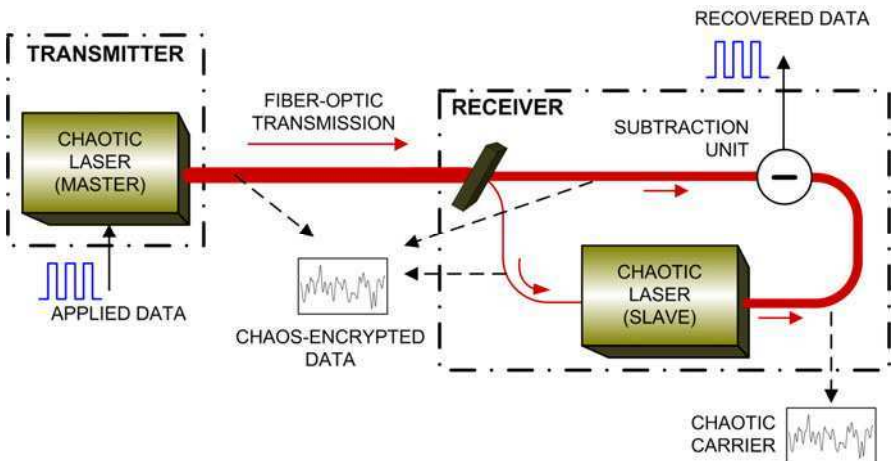 RECOVERED DATA
TRANSMITTER
FIBER-OPTIC
TRANSMISSION
RECEIVER
SUBTRACTION
UNIT
CHAOTIC
LASER
(MASTER)
CHAOTIC
LASER
(SLAVE)
APPLIED DATA
CHAOS-ENCRYPTED
DATA
CHAOTIC
CARRIER